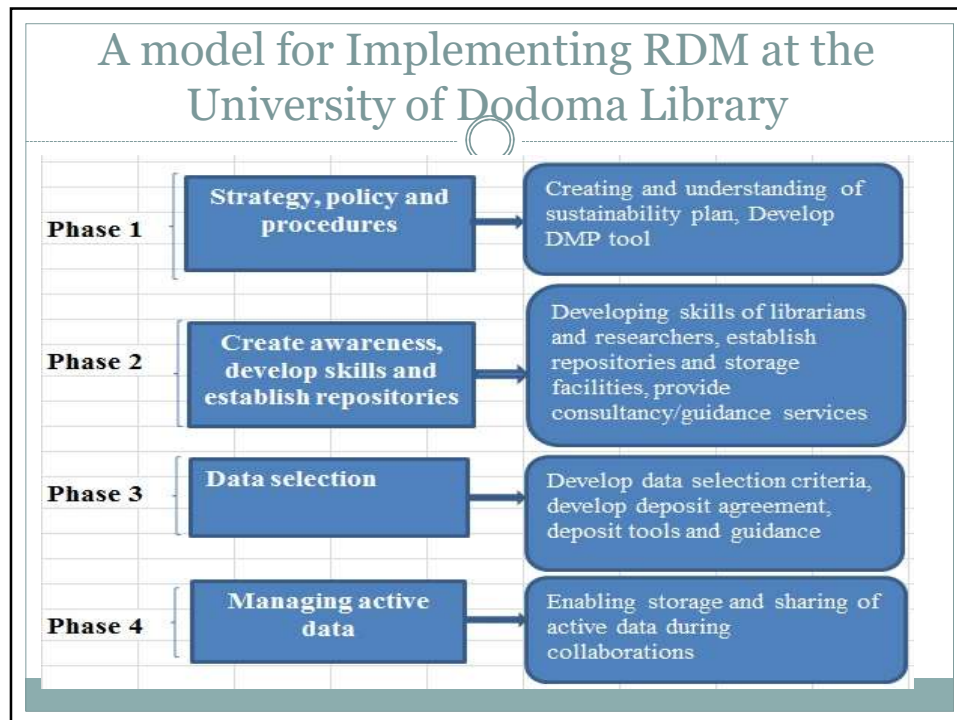 A model for Implementing RDM at the
University of Dodoma Library
Phase 1
Strategy, policy and
procedures
Creating and understanding of
sustainability plan, Develop
DMP tool
Phase 2
Create awareness,
develop skills and
establish repositories
Developing skills of librarians
and researchers, establish
repositories and storage
facilities, provide
consultancy/guidance services
Phase 3
Data selection
Develop data selection criteria,
develop deposit agreement,
deposit tools and guidance
Phase 4
Managing active
data
Enabling storage and sharing of
active data during
collaborations